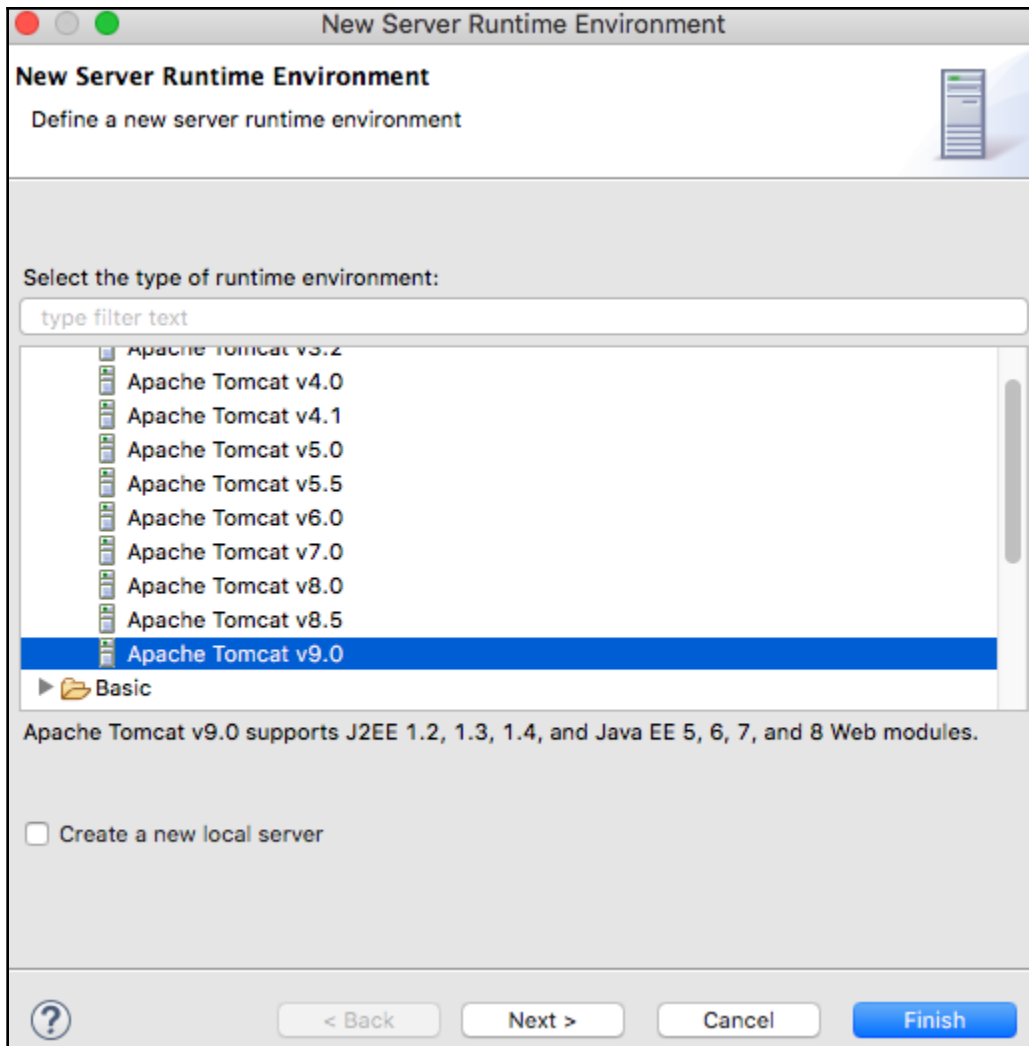 New Server Runtime Environment
New Server Runtime Environment
Define a new server runtime environment
Select the type of runtime environment:
type filter text
Apache Tomcat v3.2
Apache Tomcat v4.0
Apache Tomcat v4.1
Apache Tomcat v5.0
Apache Tomcat v5.5
Apache Tomcat v6.0
Apache Tomcat v7.0
Apache Tomcat v8.0
Apache Tomcat v8.5
Apache Tomcat v9.0
Basic
Apache Tomcat v9.0 supports J2EE 1.2, 1.3, 1.4, and Java EE 5, 6, 7, and 8 Web modules.
Create a new local server
? < Back Next > Cancel Finish